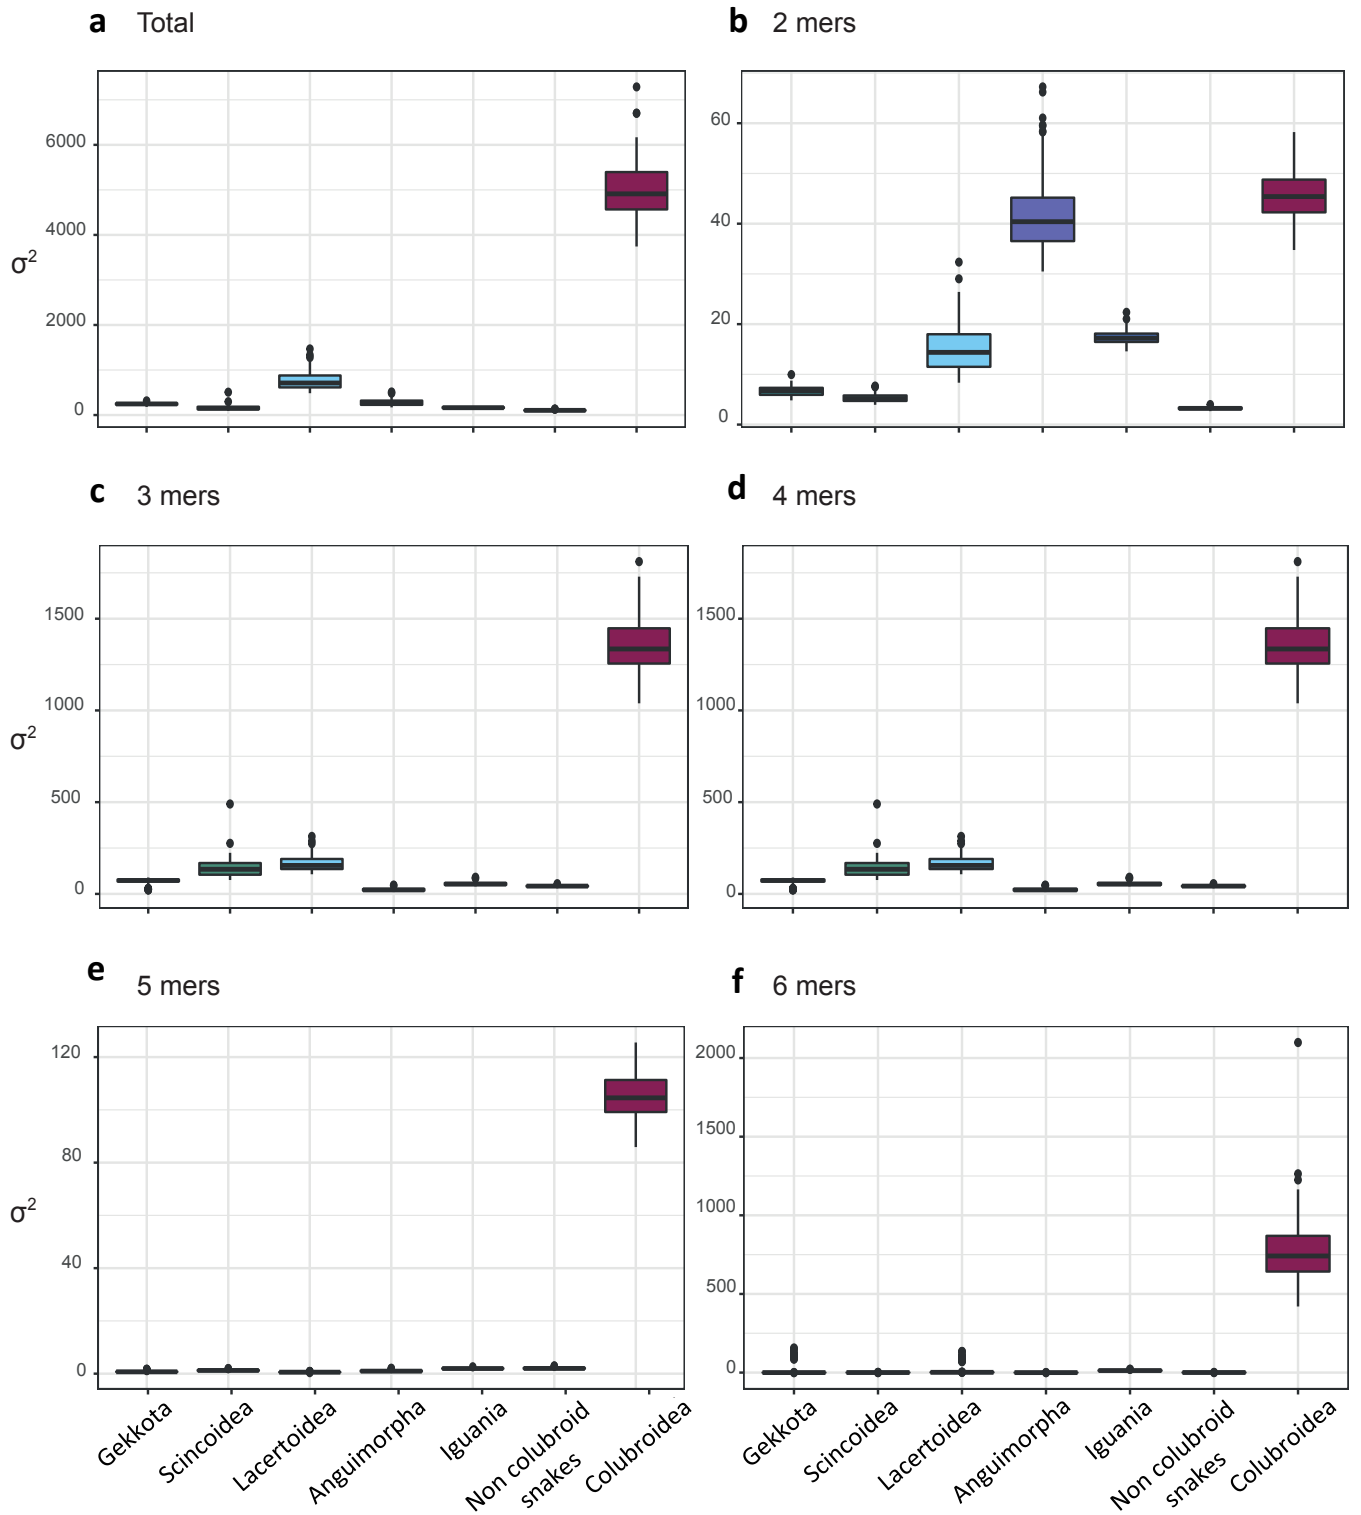 a Total
b 2 mers
6000
4000
2000
0
σ²
60
40
20
0
c 3 mers
d 4 mers
1500
1000
500
0
σ²
1500
1000
500
0
e 5 mers
f 6 mers
120
80
40
0
σ²
2000
1500
1000
500
0
Gekkota
Scincoidea
Lacertoidea
Anguimorpha
Iguania
Non colubroid
snakes
Colubroidea
Gekkota
Scincoidea
Lacertoidea
Anguimorpha
Iguania
Non colubroid
snakes
Colubroidea